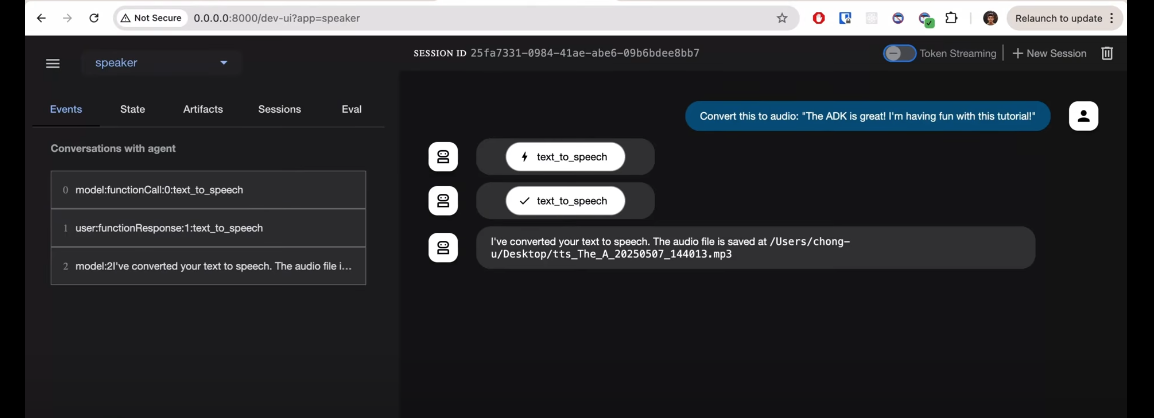 Not Secure 0.0.0.0:8000/dev-ui?app=speaker
Relaunch to update
speaker
SESSION ID 25fa7331-0984-41ae-abe6-09b6bdee8bb7
Token Streaming
New Session
Events State Artifacts Sessions Eval
Conversations with agent
0 model:functionCall:0:text_to_speech
1 user:functionResponse:1:text_to_speech
2 model:2I've converted your text to speech. The audio file i...
Convert this to audio: "The ADK is great! I'm having fun with this tutorial!"
text_to_speech
text_to_speech
I've converted your text to speech. The audio file is saved at /Users/chong-
u/Desktop/tts_The_A_20250507_144013.mp3